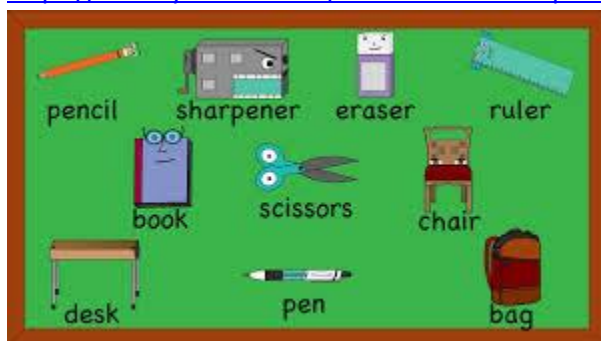 pencil sharpener eraser ruler
book scissors chair
desk pen bag